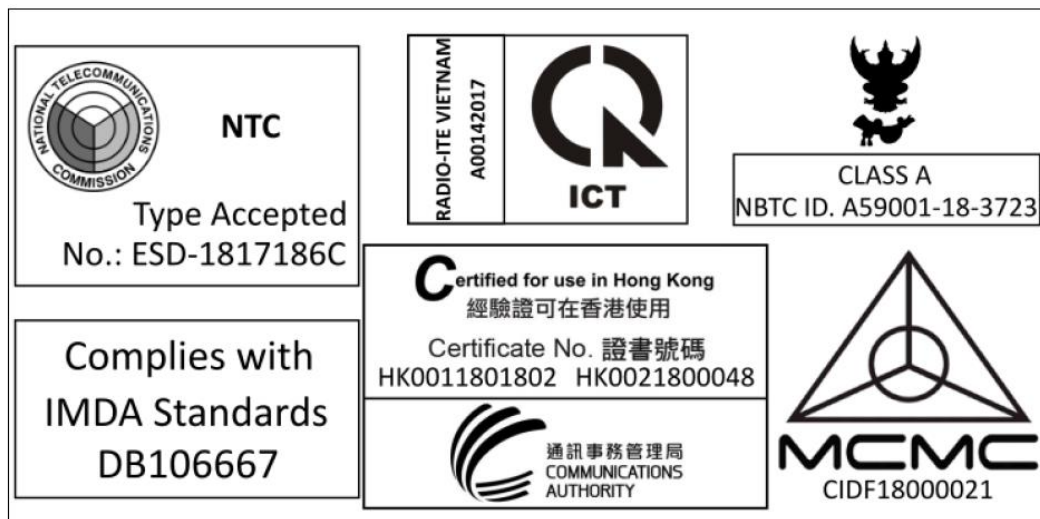 NATIONAL TELECOMMUNICATIONS
COMMISSION
NTC
Type Accepted
No.: ESD-1817186C
RADIO-ITE VIETNAM
A00142017
ICT
CLASS A
NBTC ID. A59001-18-3723
Complies with
IMDA Standards
DB106667
Certified for use in Hong Kong
經驗證可在香港使用
Certificate No. 證書號碼
HK0011801802 HK0021800048
通訊事務管理局
COMMUNICATIONS
AUTHORITY
MCMC
CIDF18000021